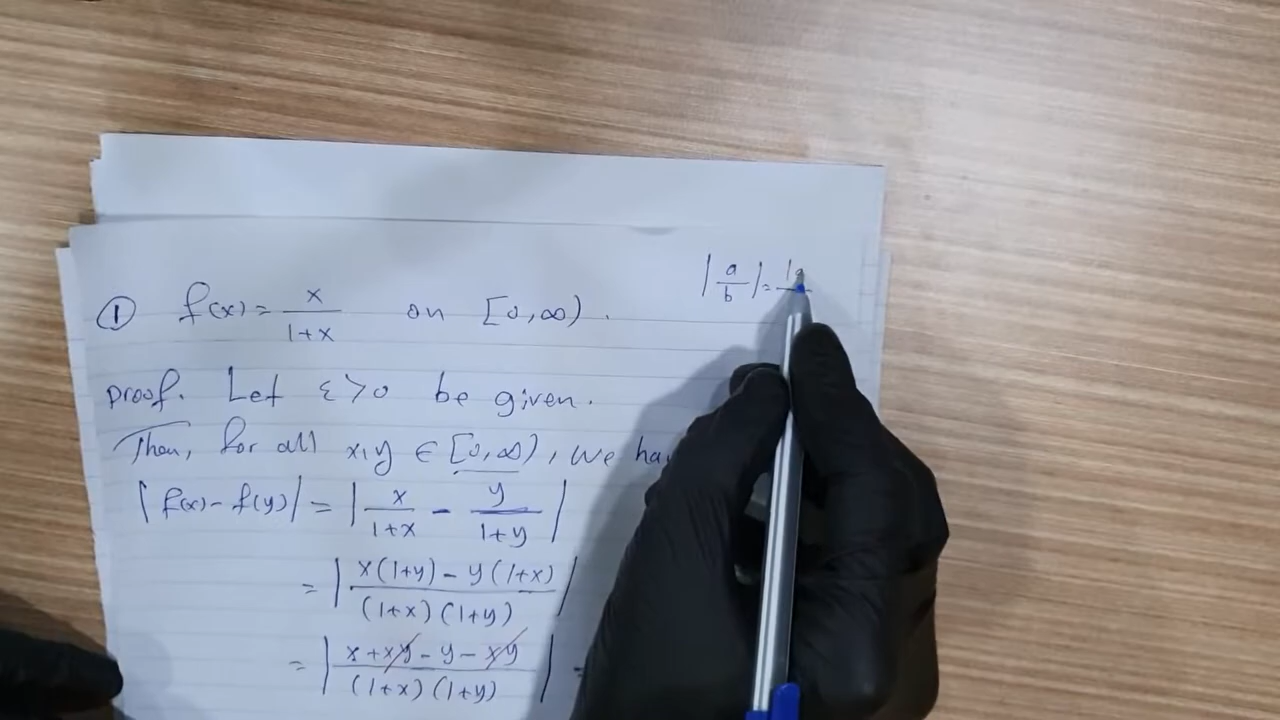 |a/b| = |a
① f(x) = x/1+x on [0,∞).
proof. Let ε>0 be given.
Then, for all x,y ∈ [0,∞), we
|f(x)-f(y)| = |x/1+x - y/1+y|
= |x(1+y) - y(1+x)/(1+x)(1+y)|
= |x+xy-y-xy/(1+x)(1+y)|